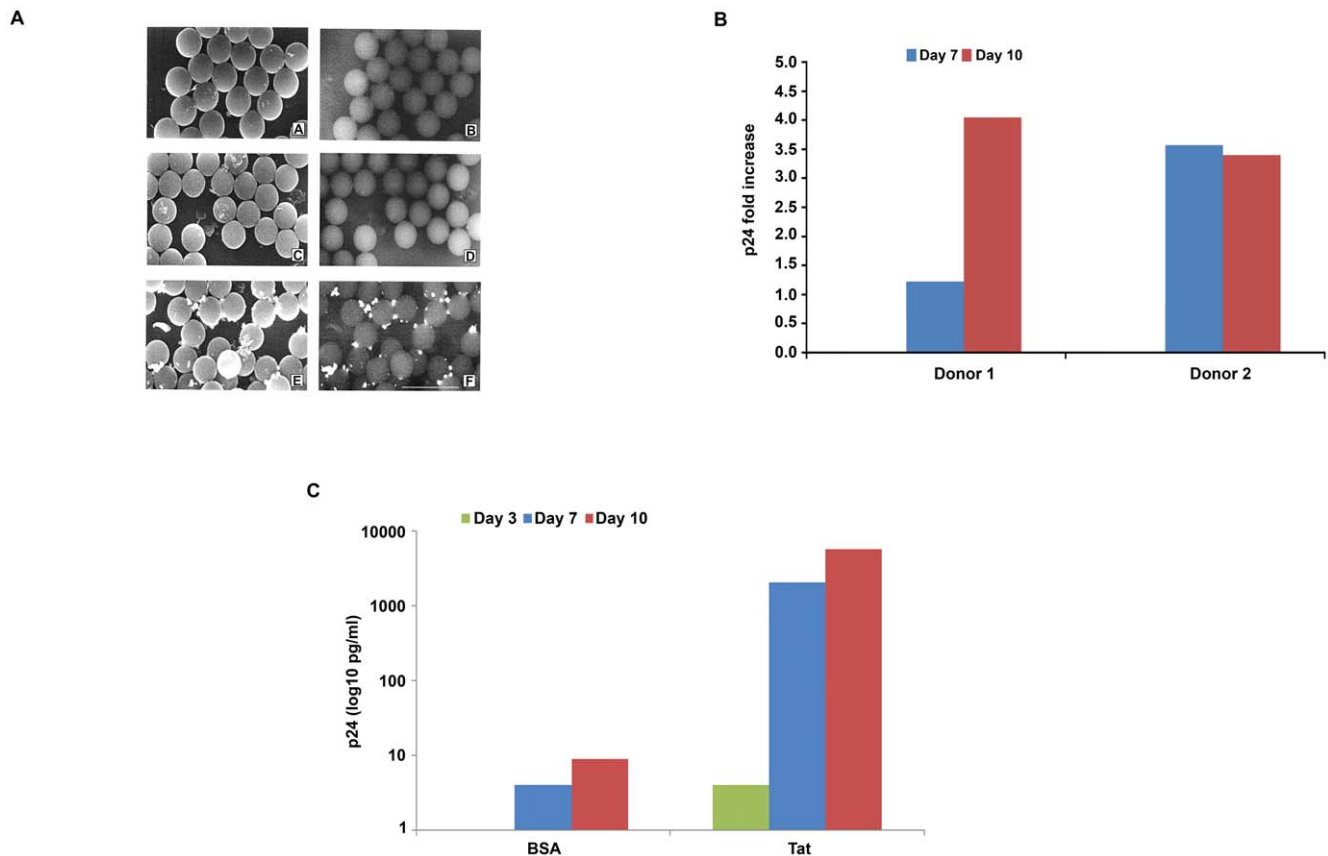 A
A
B
C
D
E
F
B
Day 7 Day 10
p24 fold increase
5.0
4.5
4.0
3.5
3.0
2.5
2.0
1.5
1.0
0.5
0.0
Donor 1 Donor 2
C
Day 3 Day 7 Day 10
p24 (log10 pg/ml)
10000
1000
100
10
1
BSA Tat